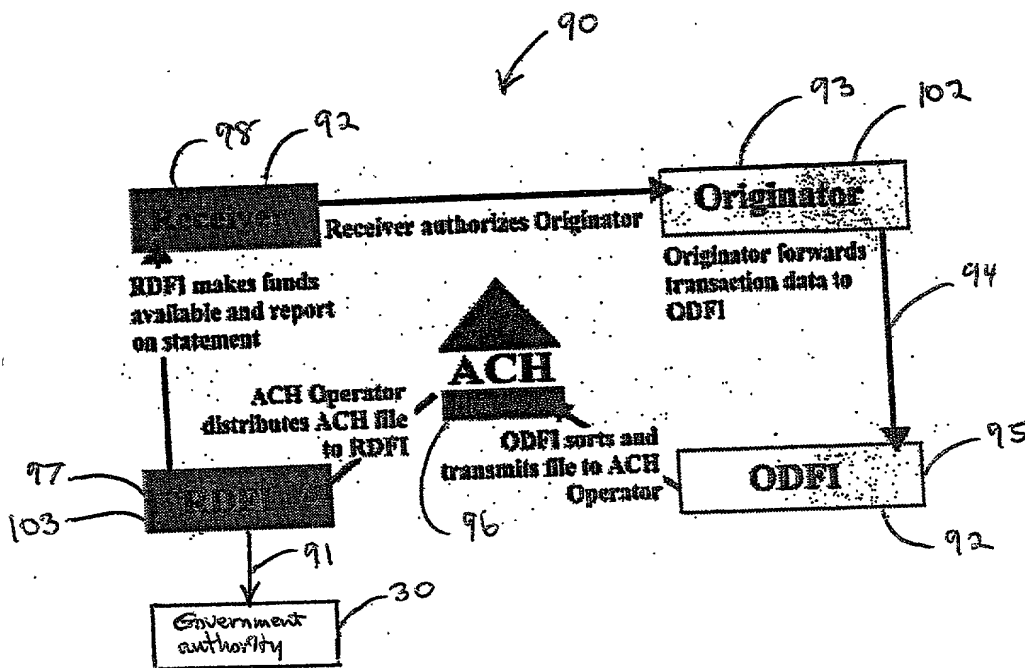 90
98
92
93
102
Receiver
Originator
Receiver authorizes Originator
RDFI makes funds
available and report
on statement
Originator forwards
transaction data to
ODFI
94
ACH
ACH Operator
distributes ACH file
to RDFI
ODFI sorts and
transmits file to ACH
Operator
97
103
RDFI
96
ODFI
95
92
91
30
Government
authority